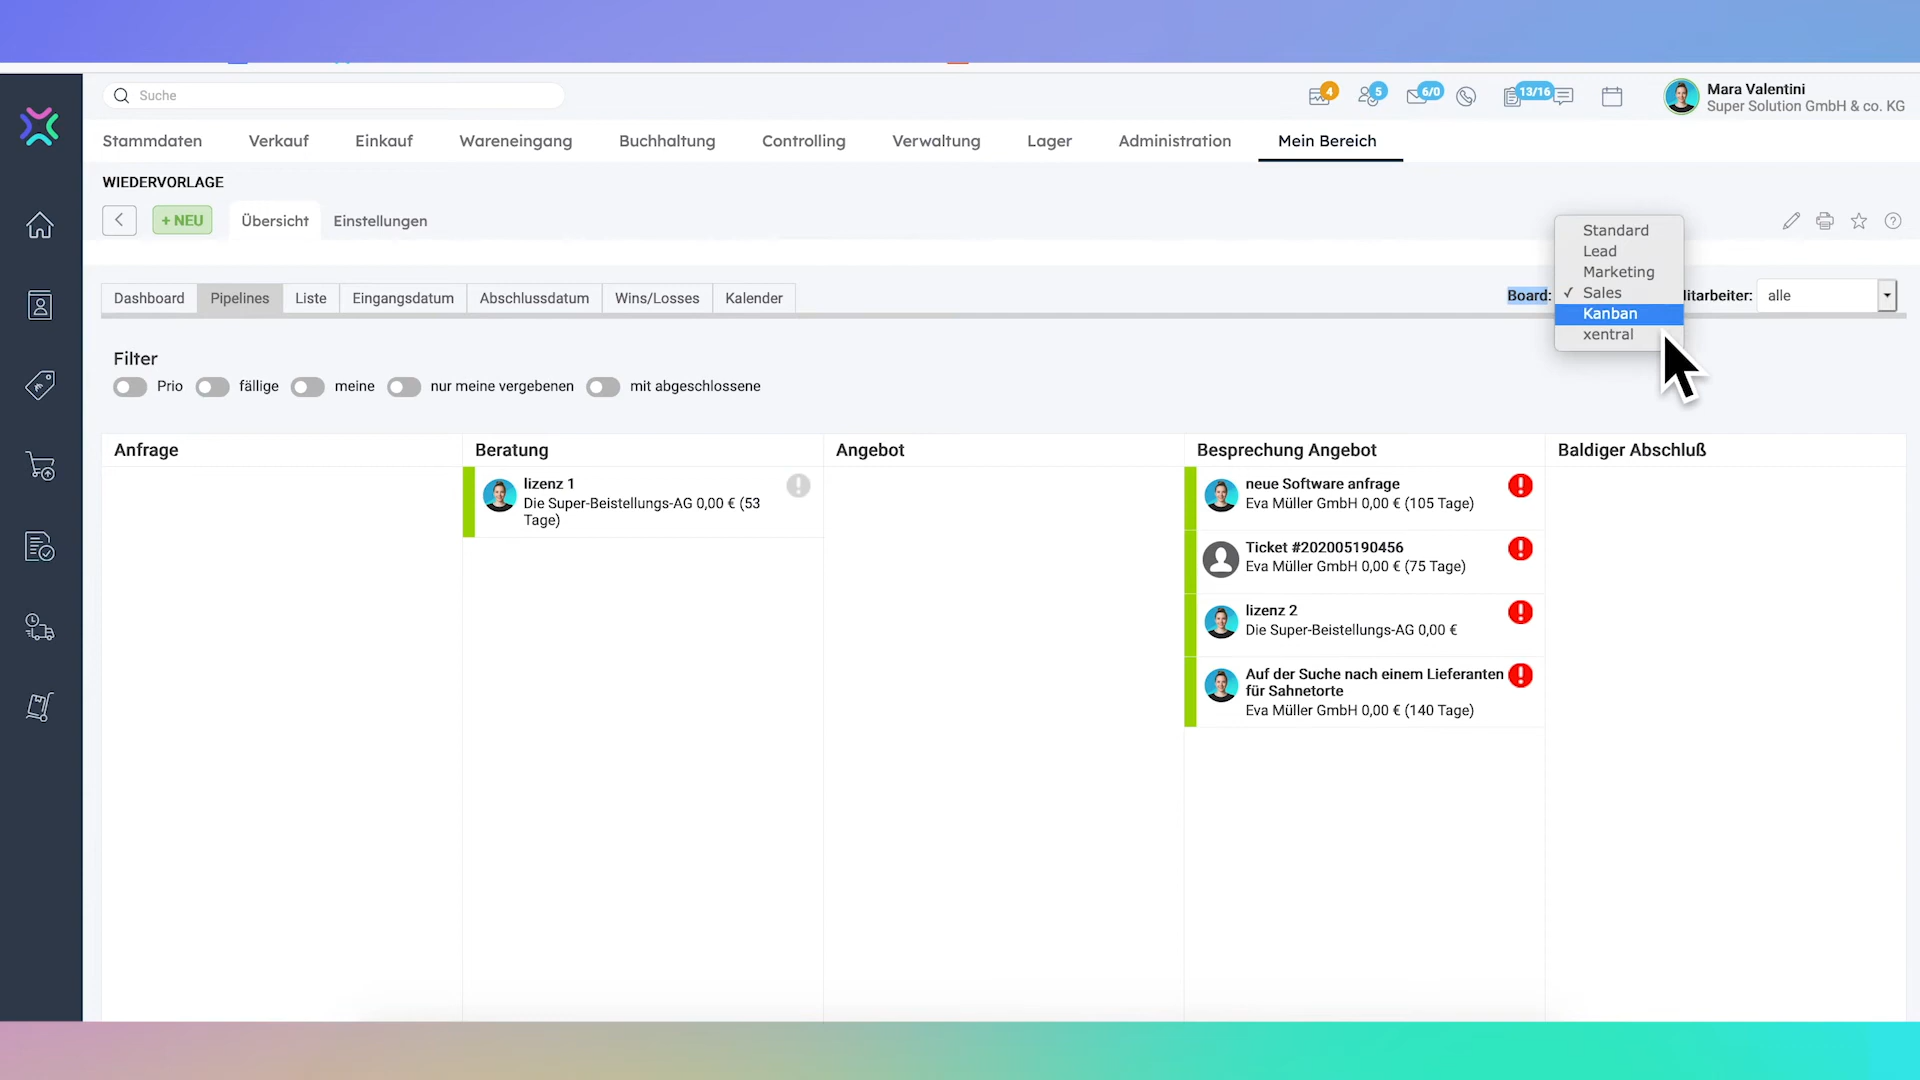 Suche
4
5
6/0
13/16
Mara Valentini
Super Solution GmbH & co. KG
Stammdaten Verkauf Einkauf Wareneingang Buchhaltung Controlling Verwaltung Lager Administration Mein Bereich
WIEDERVORLAGE
+ NEU
Übersicht Einstellungen
Dashboard Pipelines Liste Eingangsdatum Abschlussdatum Wins/Losses Kalender
Board:
Standard
Lead
Marketing
✓ Sales
Kanban
xentral
itarbeiter: alle
Filter
Prio fällige meine nur meine vergebenen mit abgeschlossene
Anfrage Beratung Angebot Besprechung Angebot Baldiger Abschluß
lizenz 1
Die Super-Beistellungs-AG 0,00 € (53
Tage)
neue Software anfrage
Eva Müller GmbH 0,00 € (105 Tage)
Ticket #202005190456
Eva Müller GmbH 0,00 € (75 Tage)
lizenz 2
Die Super-Beistellungs-AG 0,00 €
Auf der Suche nach einem Lieferanten
für Sahnetorte
Eva Müller GmbH 0,00 € (140 Tage)